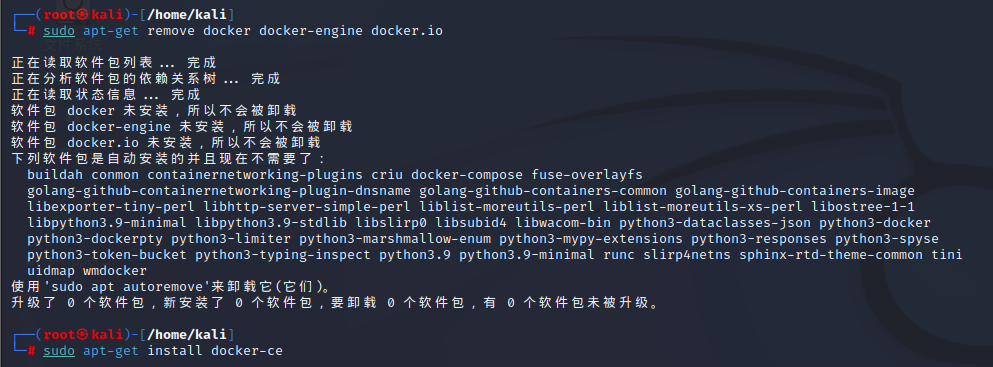 ┌──(root㉿kali)-[/home/kali]
└─# sudo apt-get remove docker docker-engine docker.io
文件系统
正在读取软件包列表... 完成
正在分析软件包的依赖关系树... 完成
正在读取状态信息... 完成
软件包 docker 未安装，所以不会被卸载
软件包 docker-engine 未安装，所以不会被卸载
软件包 docker.io 未安装，所以不会被卸载
下列软件包是自动安装的并且现在不需要了：
  buildah conmon containernetworking-plugins criu docker-compose fuse-overlayfs
  golang-github-containernetworking-plugin-dnsname golang-github-containers-common golang-github-containers-image
  libexporter-tiny-perl libhttp-server-simple-perl liblist-moreutils-perl liblist-moreutils-xs-perl libostree-1-1
  libpython3.9-minimal libpython3.9-stdlib libslirp0 libsubid4 libwacom-bin python3-dataclasses-json python3-docker
  python3-dockerpty python3-limiter python3-marshmallow-enum python3-mypy-extensions python3-responses python3-spyse
  python3-token-bucket python3-typing-inspect python3.9 python3.9-minimal runc slirp4netns sphinx-rtd-theme-common tini
  uidmap wmdocker
使用'sudo apt autoremove'来卸载它(它们)。
升级了 0 个软件包，新安装了 0 个软件包，要卸载 0 个软件包，有 0 个软件包未被升级。
┌──(root㉿kali)-[/home/kali]
└─# sudo apt-get install docker-ce